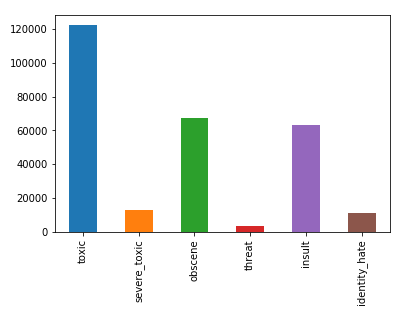 120000
100000
80000
60000
40000
20000
0
toxic
severe_toxic
obscene
threat
insult
identity_hate